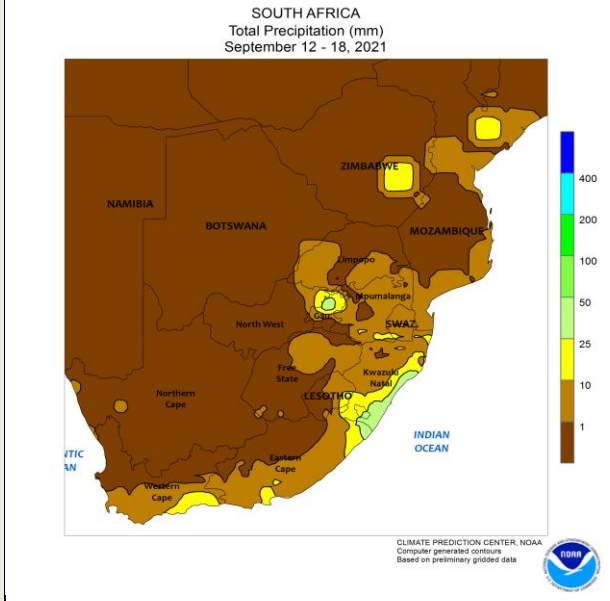 SOUTH AFRICA
Total Precipitation (mm)
September 12 - 18, 2021
ZIMBABWE
NAMIBIA
BOTSWANA
MOZAMBIQUE
Limpopo
Mpumalanga
North West
SWAZ.
Free
State
Kwazulu
Natal
Northern
Cape
LESOTHO
INDIAN
OCEAN
NTIC
AN
Eastern
Cape
Western
Cape
400
200
100
50
25
10
1
CLIMATE PREDICTION CENTER, NOAA
Computer generated contours
Based on preliminary gridded data
NOAA